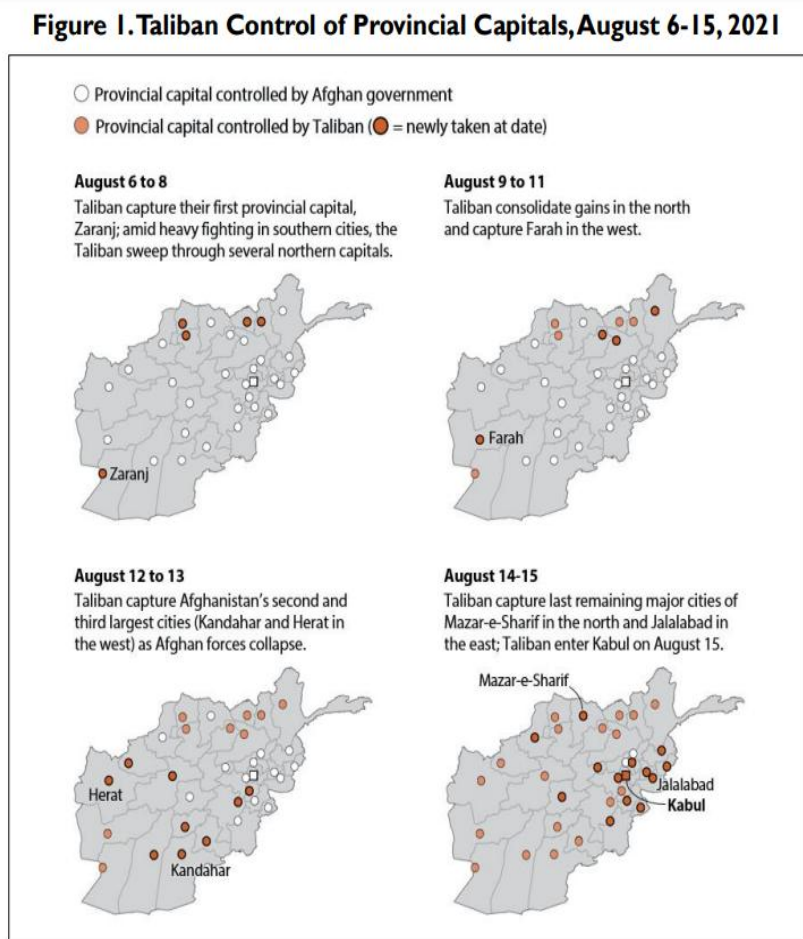 Figure 1. Taliban Control of Provincial Capitals, August 6-15, 2021
Provincial capital controlled by Afghan government
Provincial capital controlled by Taliban ( = newly taken at date)
August 6 to 8
Taliban capture their first provincial capital,
Zaranj; amid heavy fighting in southern cities, the
Taliban sweep through several northern capitals.
Zaranj
August 9 to 11
Taliban consolidate gains in the north
and capture Farah in the west.
Farah
August 12 to 13
Taliban capture Afghanistan's second and
third largest cities (Kandahar and Herat in
the west) as Afghan forces collapse.
Herat
Kandahar
August 14-15
Taliban capture last remaining major cities of
Mazar-e-Sharif in the north and Jalalabad in
the east; Taliban enter Kabul on August 15.
Mazar-e-Sharif
Jalalabad
Kabul